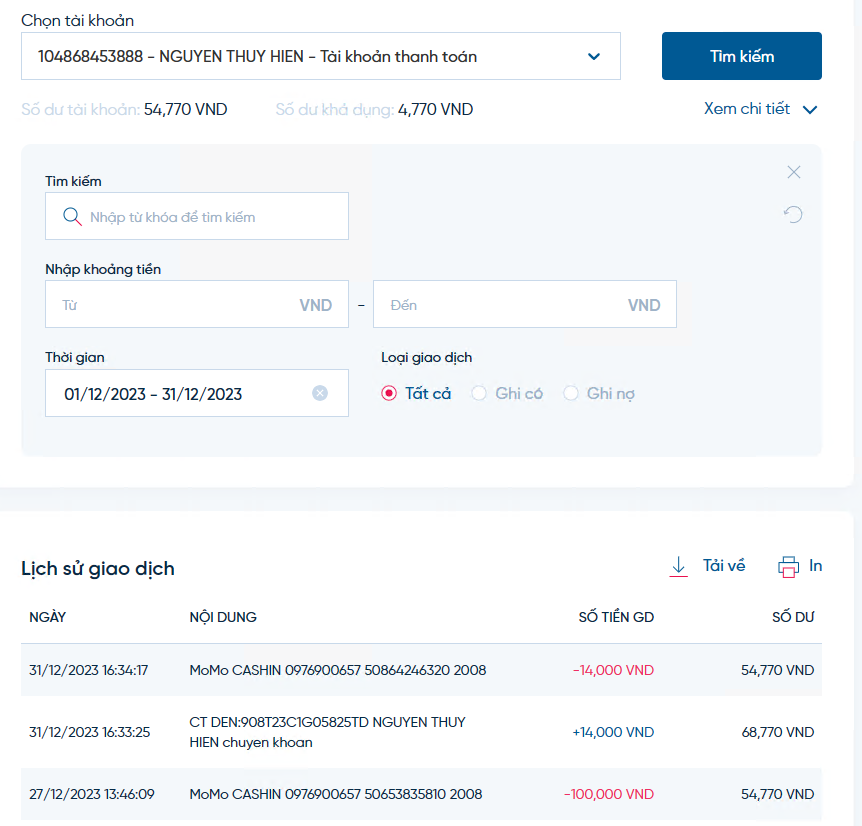 Chọn tài khoản
104868453888 - NGUYEN THUY HIEN - Tài khoản thanh toán
Tìm kiếm
Số dư tài khoản: 54,770 VND
Số dư khả dụng: 4,770 VND
Xem chi tiết
Tìm kiếm
Nhập từ khóa để tìm kiếm
Nhập khoảng tiền
Từ VND - Đến VND
Thời gian
Loại giao dịch
01/12/2023 - 31/12/2023
Tất cả Ghi có Ghi nợ
Lịch sử giao dịch
Tải về In
NGÀY NỘI DUNG SỐ TIỀN GD SỐ DƯ
31/12/2023 16:34:17 MoMo CASHIN 0976900657 50864246320 2008 -14,000 VND 54,770 VND
31/12/2023 16:33:25 CT DEN:908T23C1G05825TD NGUYEN THUY
HIEN chuyen khoan +14,000 VND 68,770 VND
27/12/2023 13:46:09 MoMo CASHIN 0976900657 50653835810 2008 -100,000 VND 54,770 VND